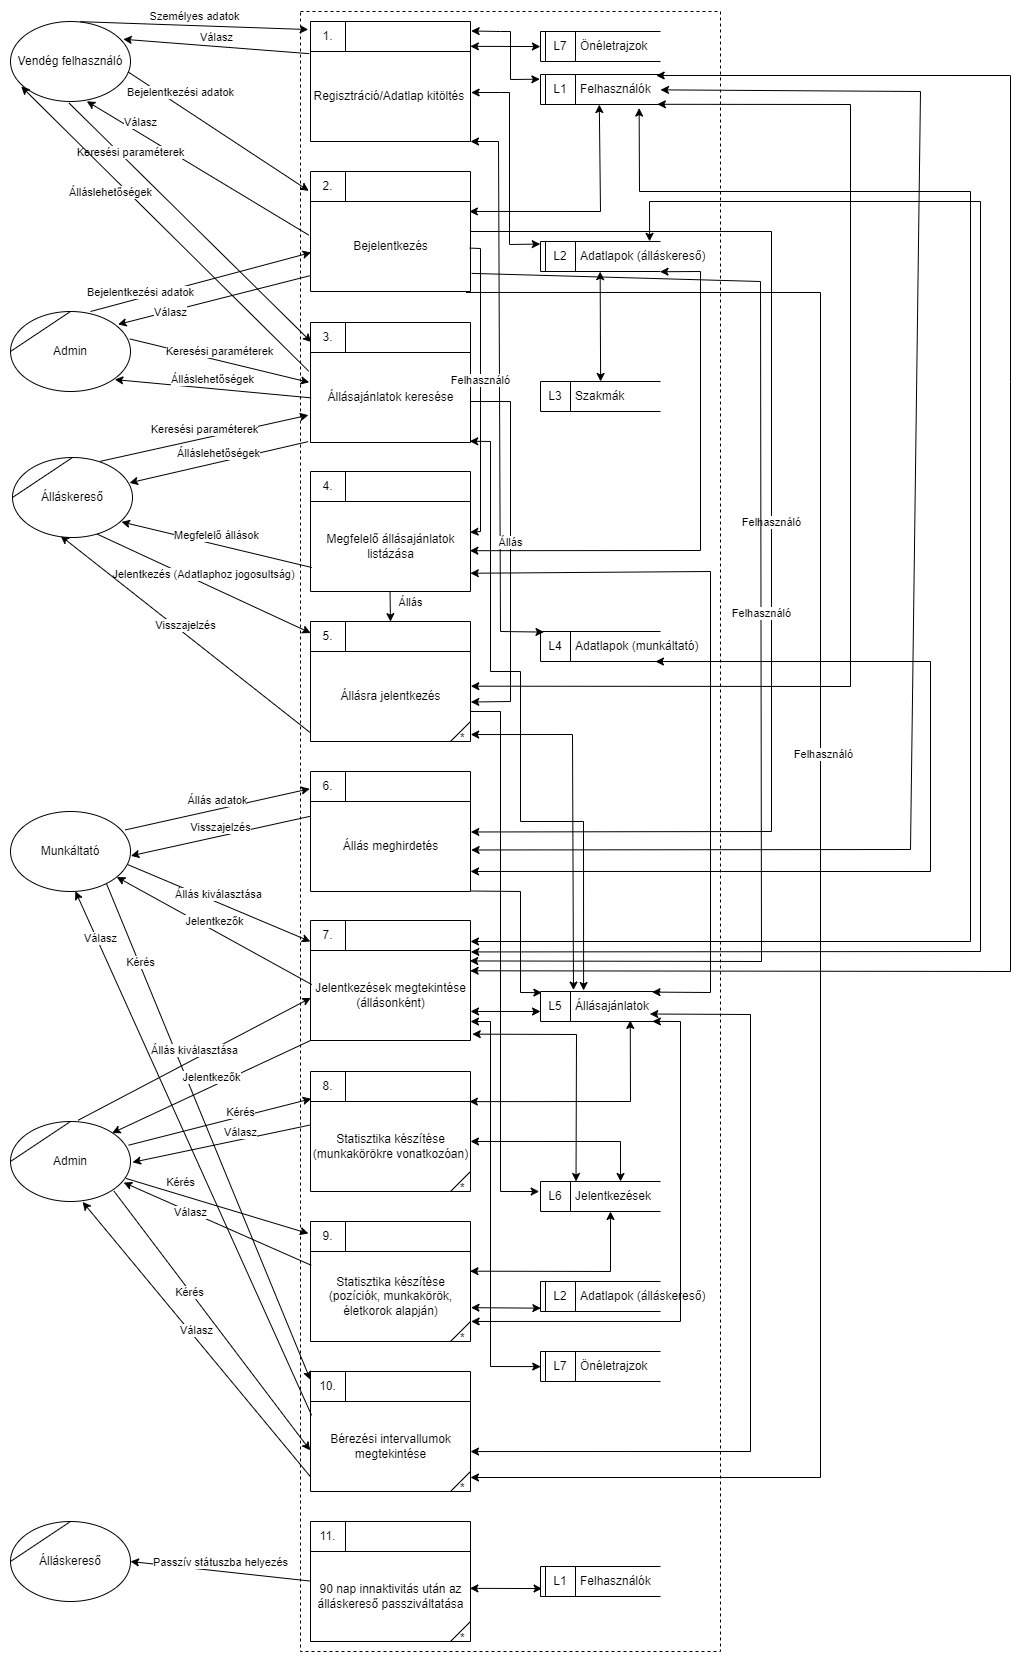 Személyes adatok
Válasz
1.
L7 Önéletrajzok
Vendég felhasználó
Bejelentkezési adatok
Regisztráció/Adatlap kitöltés
L1 Felhasználók
Válasz
Keresési paraméterek
Álláslehetőségek
2.
Bejelentkezés
L2 Adatlapok (álláskereső)
Bejelentkezési adatok
Válasz
Admin
Keresési paraméterek
Álláslehetőségek
3.
Állásajánlatok keresése
Felhasználó
L3 Szakmák
Keresési paraméterek
Álláslehetőségek
Álláskereső
4.
Megfelelő állásajánlatok
listázása
Megfelelő állások
Állás
Felhasználó
Jelentkezés (Adatlaphoz jogosultság)
Állás
Felhasználó
Visszajelzés
5.
Állásra jelentkezés
*
L4 Adatlapok (munkáltató)
Felhasználó
6.
Állás meghirdetés
Állás adatok
Visszajelzés
Munkáltató
Állás kiválasztása
Jelentkezők
Válasz
Kérés
7.
Jelentkezések megtekintése
(állásonként)
L5 Állásajánlatok
Állás kiválasztása
Jelentkezők
8.
Statisztika készítése
(munkakörökre vonatkozóan)
*
Kérés
Válasz
Admin
Kérés
Válasz
L6 Jelentkezések
9.
Statisztika készítése
(pozíciók, munkakörök,
életkorok alapján)
*
L2 Adatlapok (álláskereső)
Kérés
Válasz
L7 Önéletrajzok
10.
Bérezési intervallumok
megtekintése
*
11.
90 nap innaktivitás után az
álláskereső passziváltatása
*
Álláskereső
Passzív státuszba helyezés
L1 Felhasználók